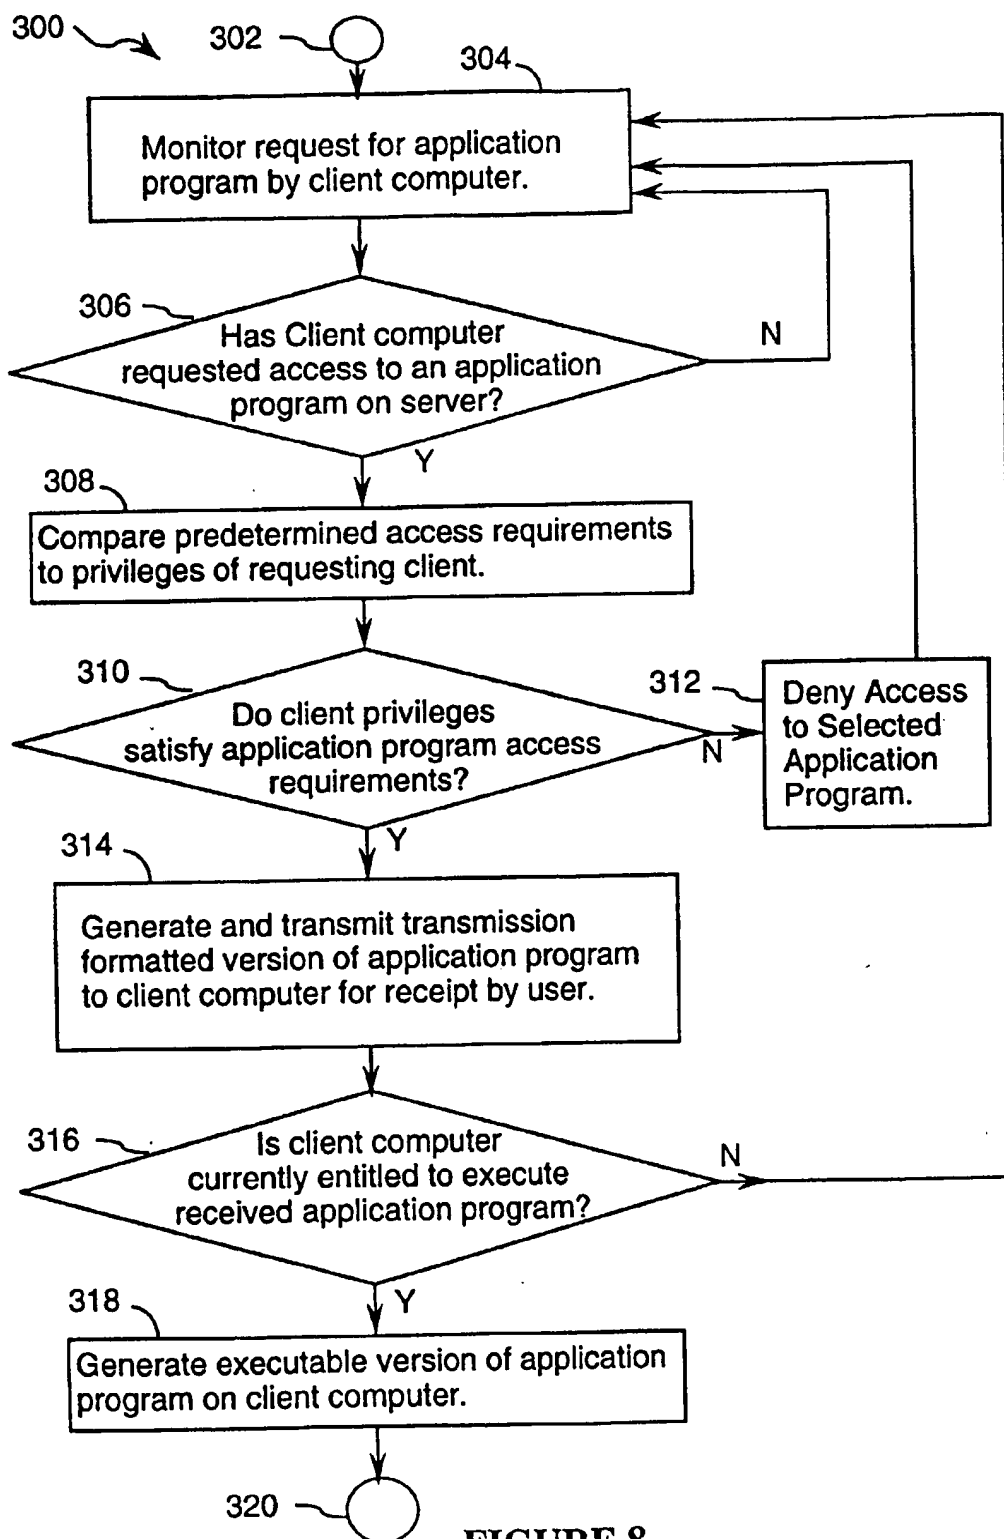 300
302
304
Monitor request for application
program by client computer.
306
Has Client computer
requested access to an application
program on server?
N
Y
308
Compare predetermined access requirements
to privileges of requesting client.
310
Do client privileges
satisfy application program access
requirements?
N
312
Deny Access
to Selected
Application
Program.
Y
314
Generate and transmit transmission
formatted version of application program
to client computer for receipt by user.
316
Is client computer
currently entitled to execute
received application program?
N
Y
318
Generate executable version of application
program on client computer.
320
FIGURE 8